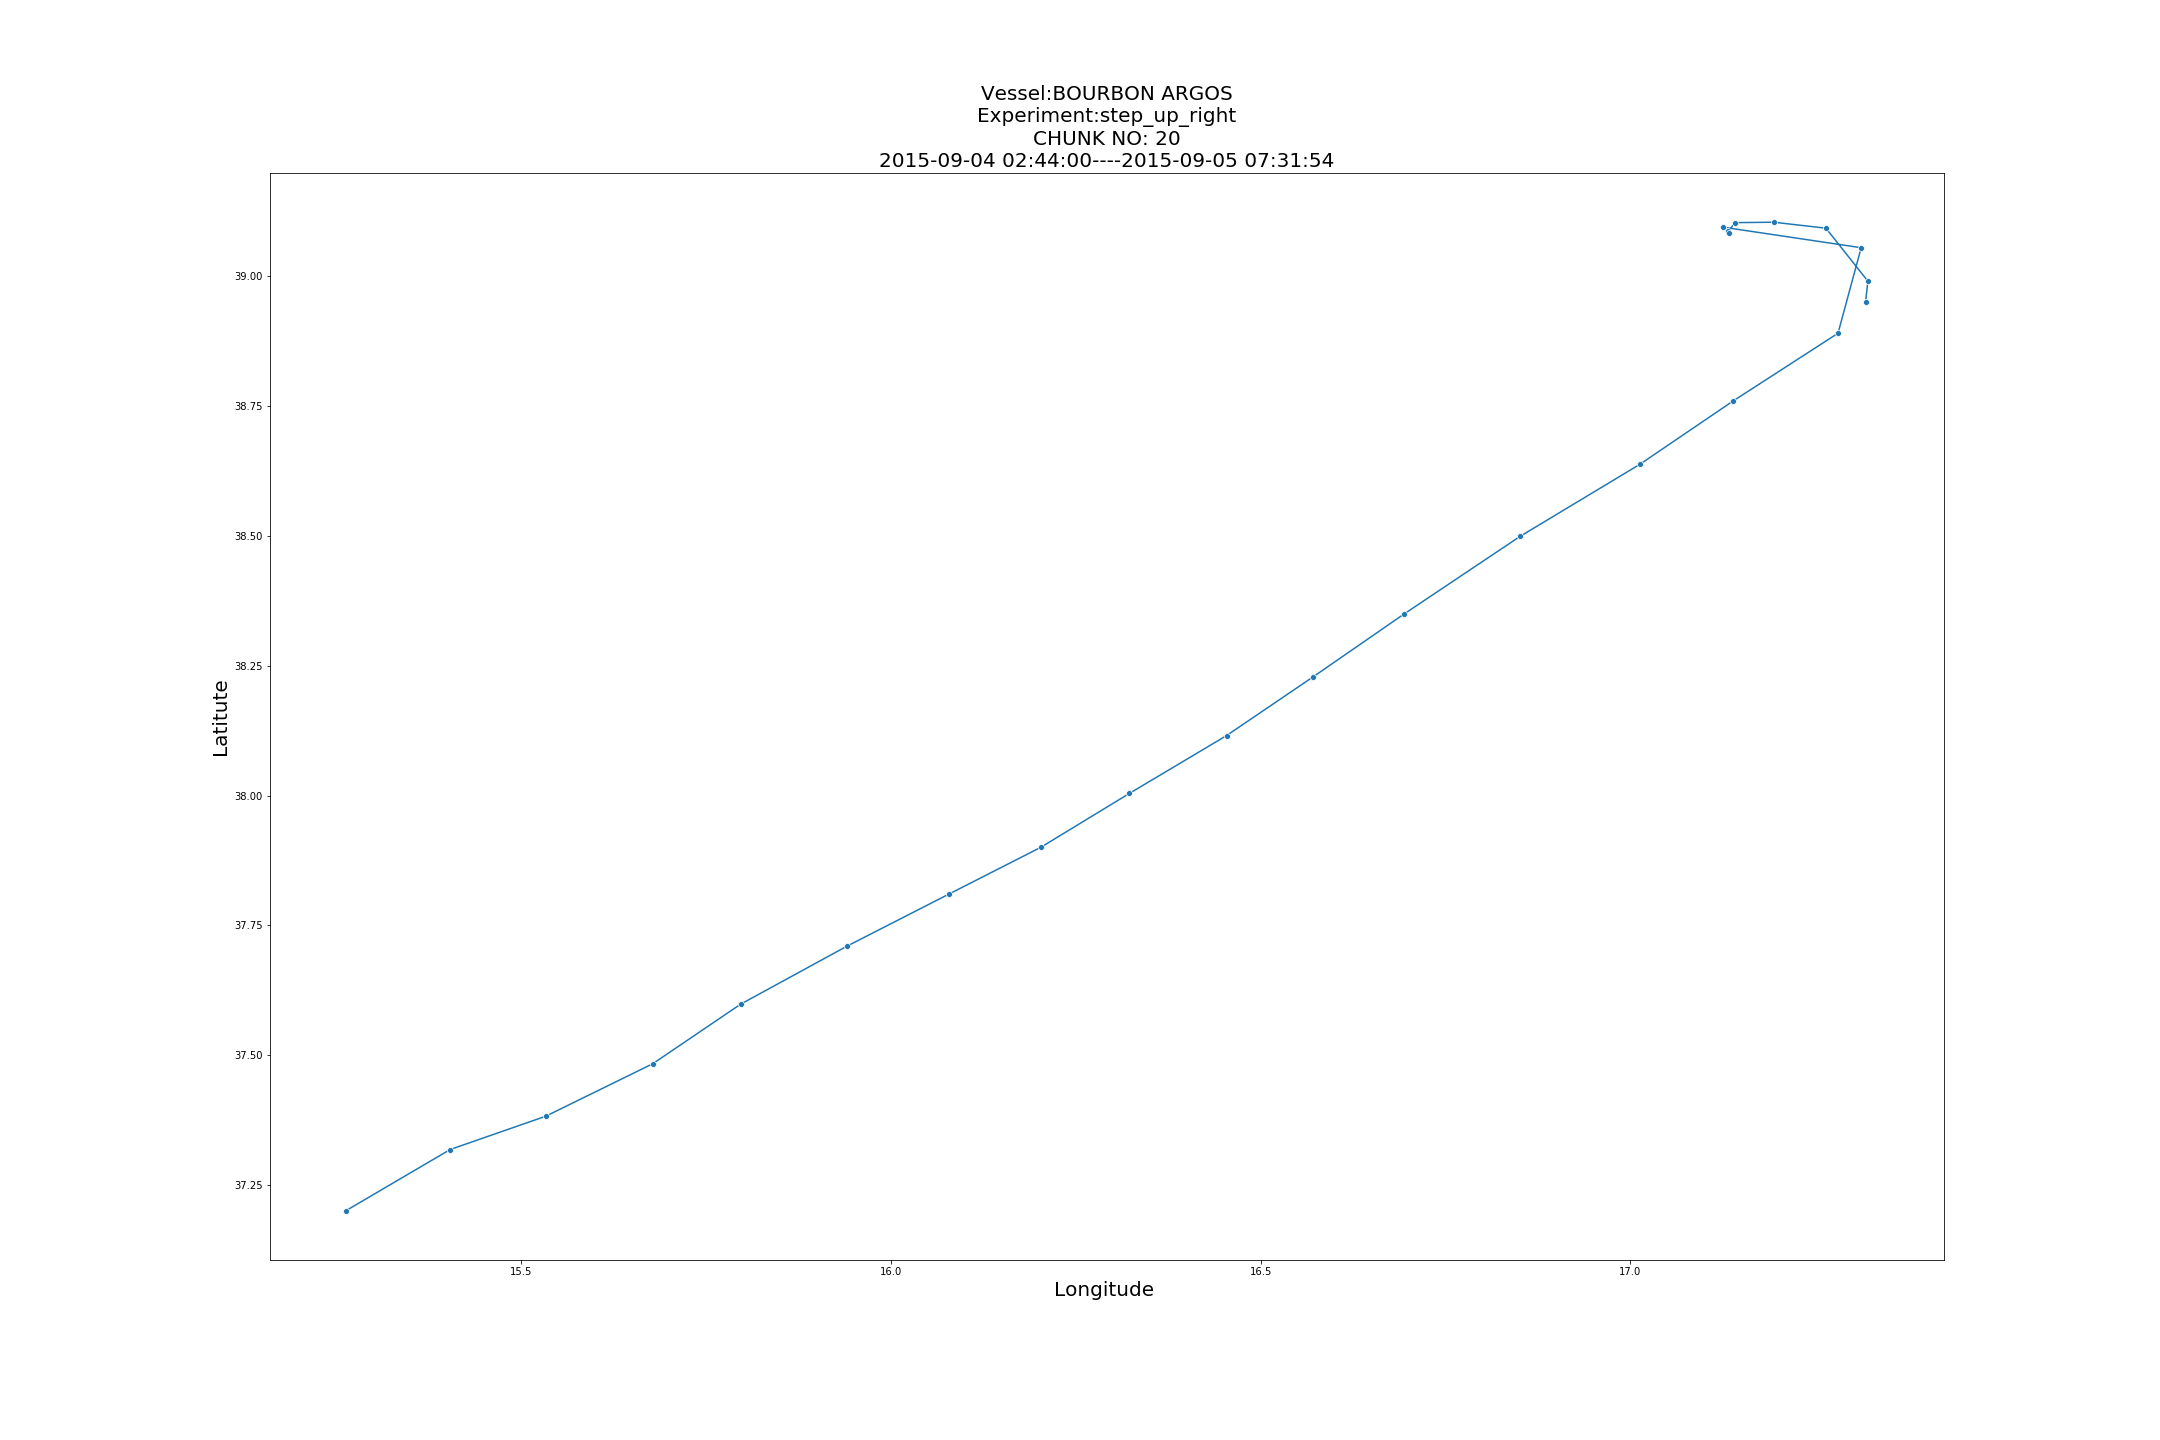 Vessel:BOURBON ARGOS
Experiment:step_up_right
CHUNK NO: 20
2015-09-04 02:44:00----2015-09-05 07:31:54
39.00
38.75
38.50
38.25
38.00
37.75
37.50
37.25
Latitute
15.5 16.0 16.5 17.0
Longitude